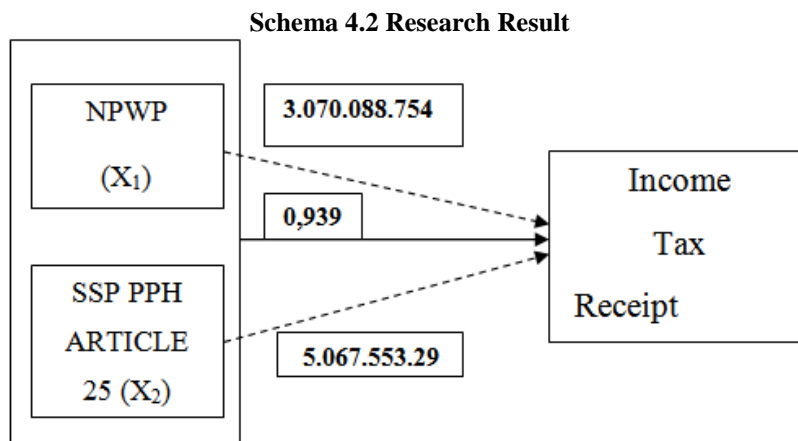 Schema 4.2 Research Result
NPWP
(X₁)
3.070.088.754
0,939
SSP PPH
ARTICLE
25 (X₂)
5.067.553.29
Income
Tax
Receipt